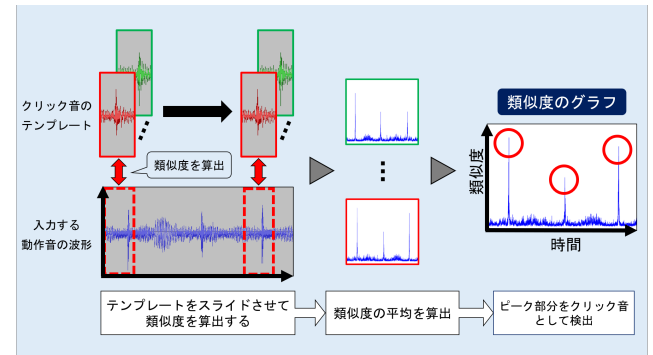 クリック音の
テンプレート
類似度を算出
入力する
動作音の波形
類似度のグラフ
類似度
時間
テンプレートをスライドさせて
類似度を算出する
類似度の平均を算出
ピーク部分をクリック音
として検出